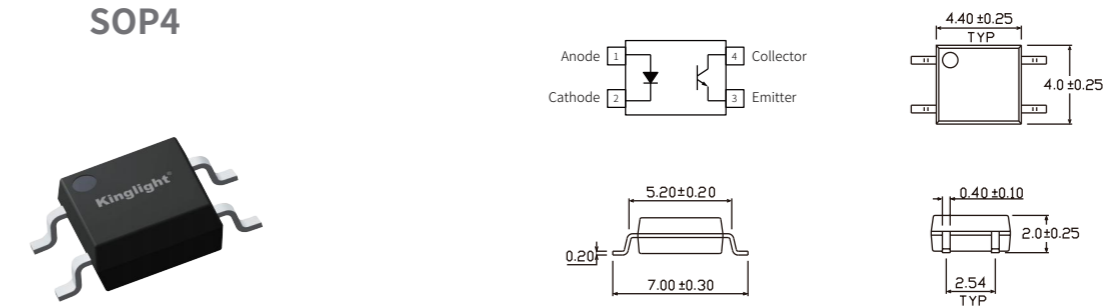 SOP4
Anode 1 4 Collector
Cathode 2 3 Emitter
4.40 ±0.25
TYP
4.0 ±0.25
Kinglight®
5.20±0.20
0.20
7.00 ±0.30
0.40 ±0.10
2.0±0.25
2.54
TYP